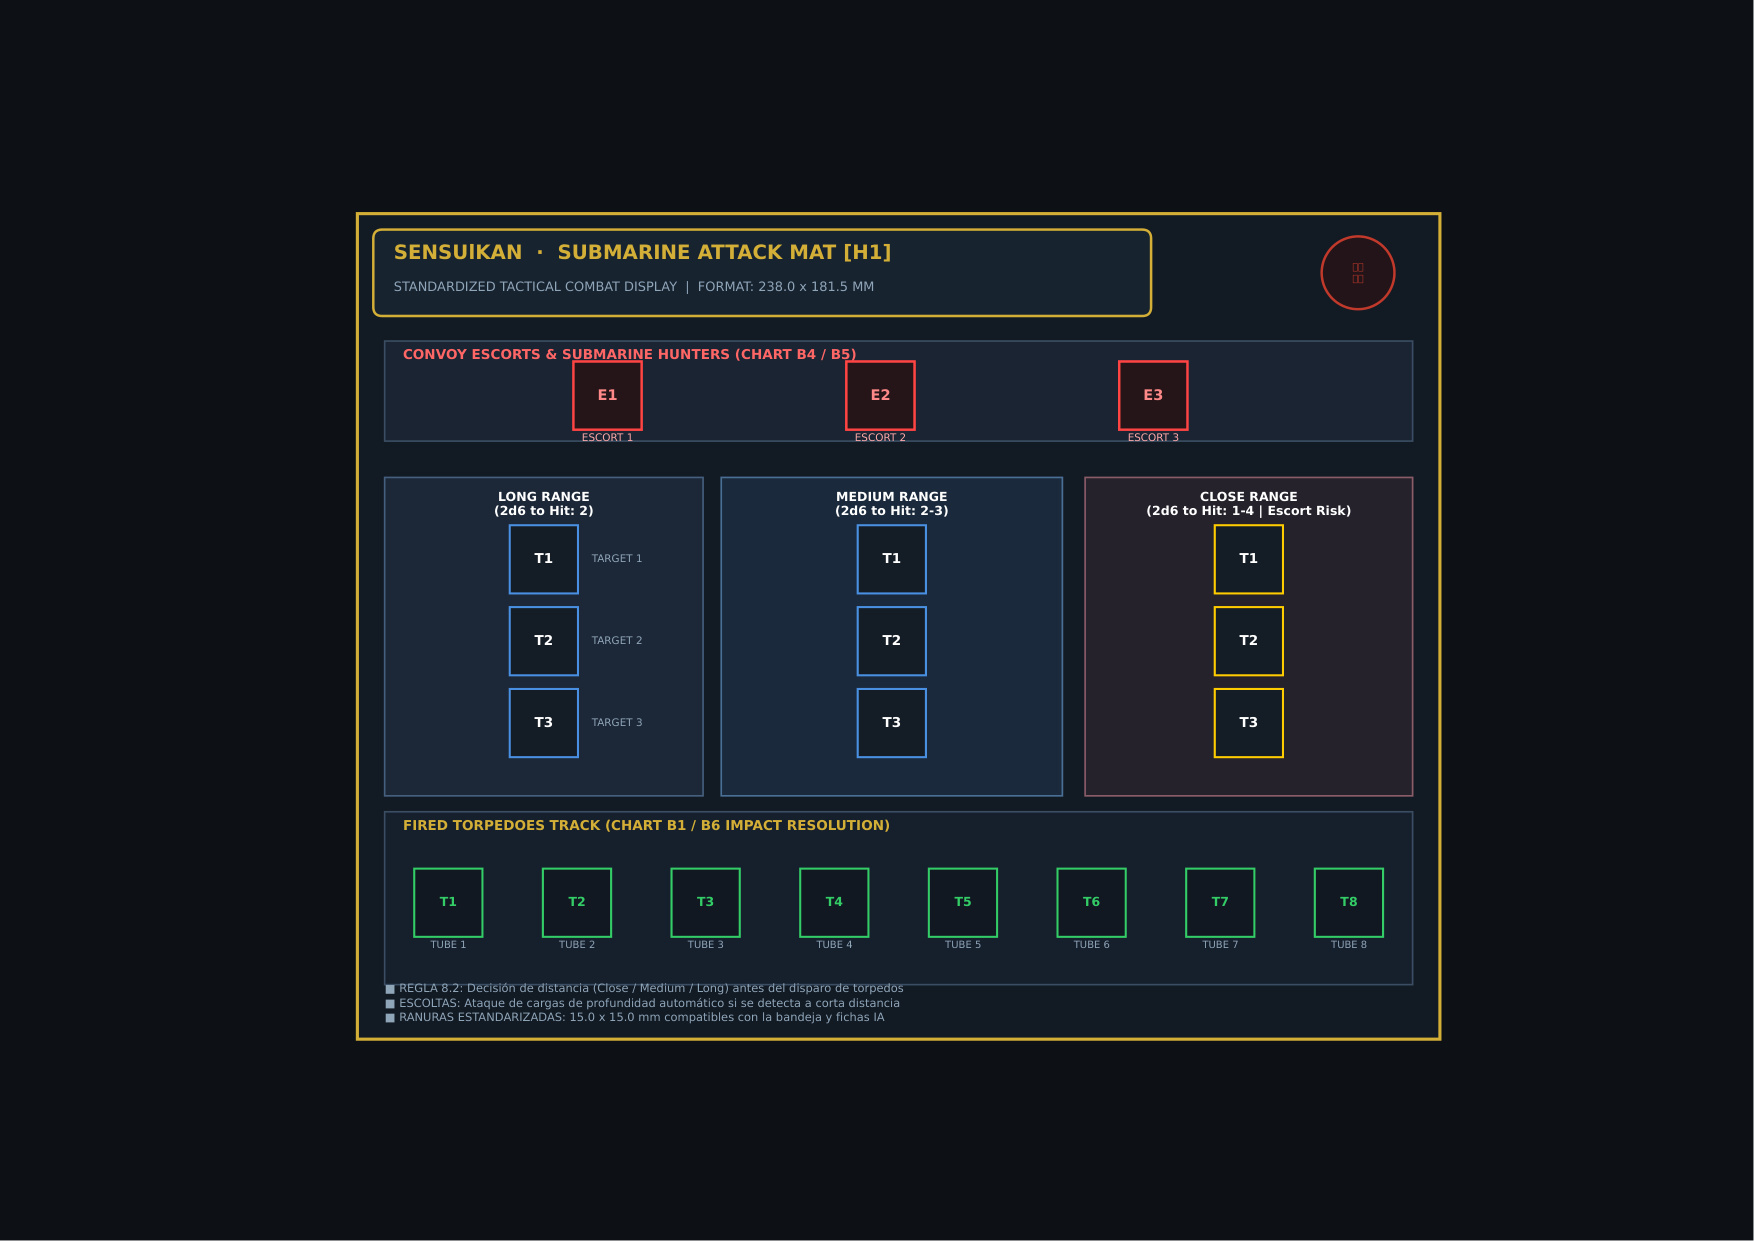 SENSUIKAN · SUBMARINE ATTACK MAT [H1]
STANDARDIZED TACTICAL COMBAT DISPLAY | FORMAT: 238.0 x 181.5 MM
CONVOY ESCORTS & SUBMARINE HUNTERS (CHART B4 / B5)
E1 E2 E3
ESCORT 1 ESCORT 2 ESCORT 3
LONG RANGE
(2d6 to Hit: 2)
T1 TARGET 1
T2 TARGET 2
T3 TARGET 3
MEDIUM RANGE
(2d6 to Hit: 2-3)
T1
T2
T3
CLOSE RANGE
(2d6 to Hit: 1-4 | Escort Risk)
T1
T2
T3
FIRED TORPEDOES TRACK (CHART B1 / B6 IMPACT RESOLUTION)
T1 T2 T3 T4 T5 T6 T7 T8
TUBE 1 TUBE 2 TUBE 3 TUBE 4 TUBE 5 TUBE 6 TUBE 7 TUBE 8
■ REGLA 8.2: Decisión de distancia (Close / Medium / Long) antes del disparo de torpedos
■ ESCOLTAS: Ataque de cargas de profundidad automático si se detecta a corta distancia
■ RANURAS ESTANDARIZADAS: 15.0 x 15.0 mm compatibles con la bandeja y fichas IA